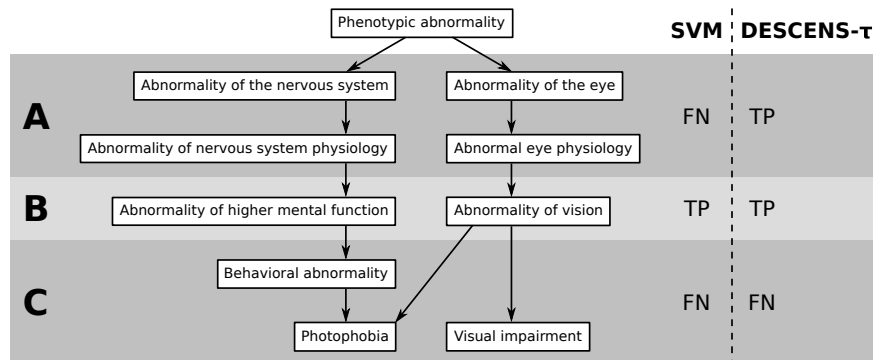 Phenotypic abnormality
SVM DESCENS-τ
Abnormality of the nervous system
Abnormality of the eye
A
FN TP
Abnormality of nervous system physiology
Abnormal eye physiology
B
Abnormality of higher mental function
Abnormality of vision
TP TP
Behavioral abnormality
C
FN FN
Photophobia
Visual impairment